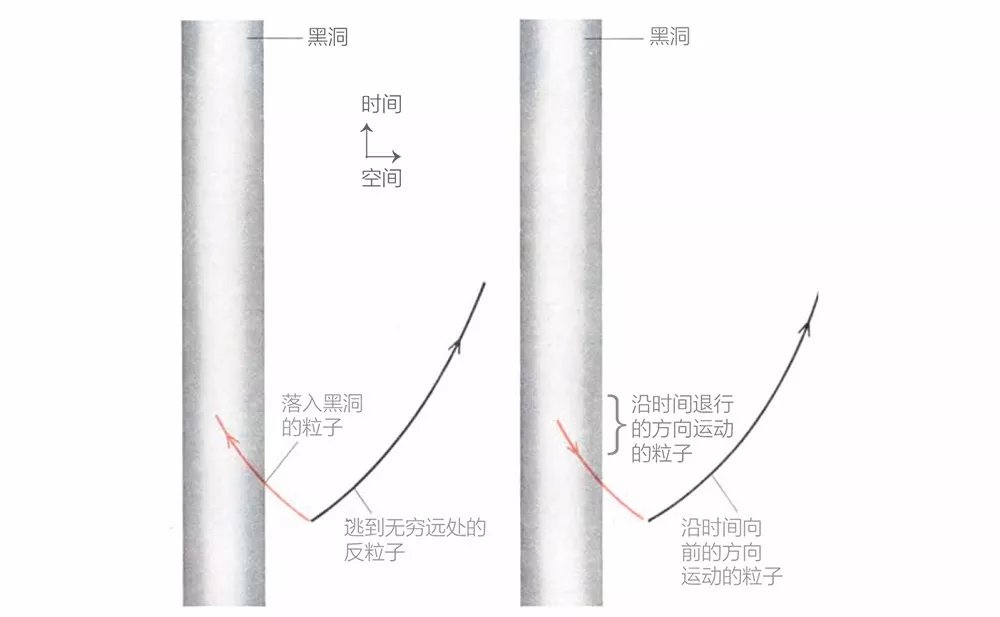 黑洞
时间
空间
落入黑洞
的粒子
逃到无穷远处的
反粒子
黑洞
沿时间退行
的方向运动
的粒子
沿时间向
前的方向
运动的粒子